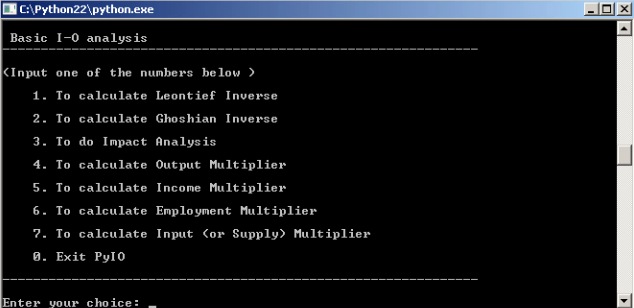 C:\Python22\python.exe
Basic I-O analysis
(Input one of the numbers below )
1. To calculate Leontief Inverse
2. To calculate Ghoshian Inverse
3. To do Impact Analysis
4. To calculate Output Multiplier
5. To calculate Income Multiplier
6. To calculate Employment Multiplier
7. To calculate Input (or Supply) Multiplier
0. Exit PyIO
Enter your choice: _